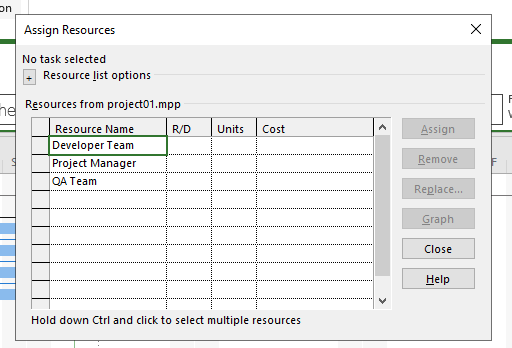 on
Assign Resources
No task selected
+ Resource list options
Resources from project01.mpp
he
F
Resource Name R/D Units Cost
Developer Team
Project Manager
QA Team
Assign
Remove
Replace...
Graph
Close
Help
S
F
Hold down Ctrl and click to select multiple resources